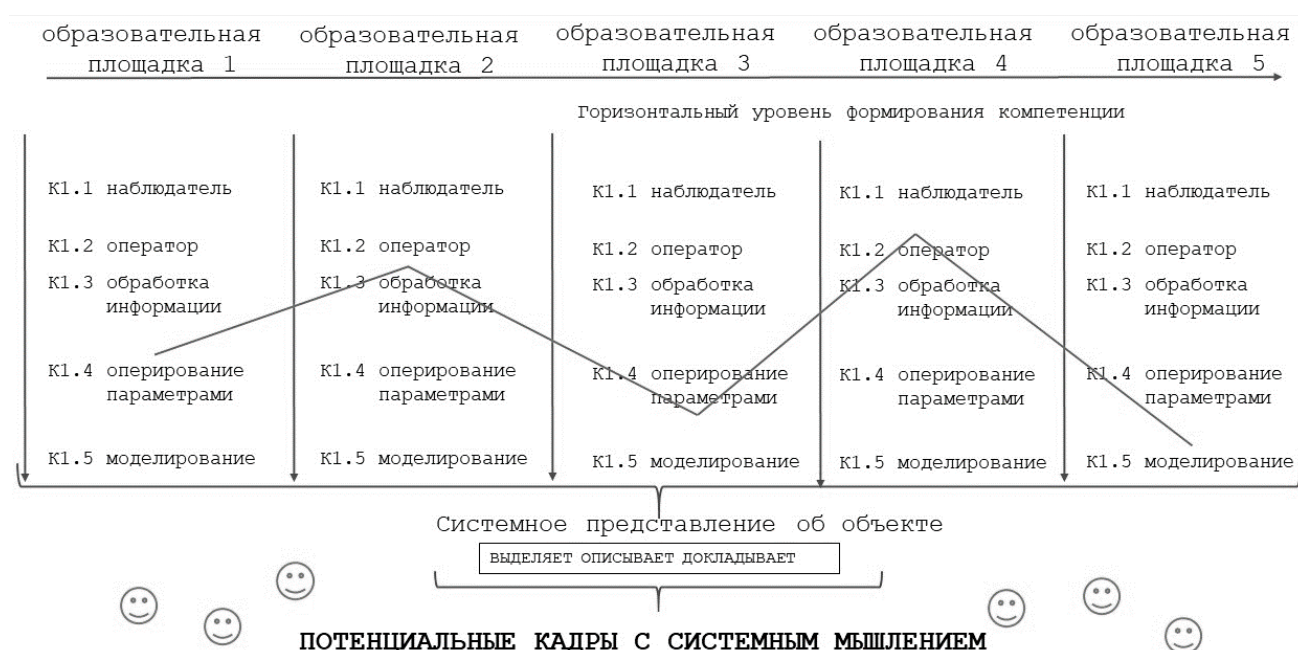 образовательная
площадка 1
образовательная
площадка 2
образовательная
площадка 3
образовательная
площадка 4
образовательная
площадка 5
Горизонтальный уровень формирования компетенции
К1.1 наблюдатель
К1.2 оператор
К1.3 обработка
информации
К1.4 оперирование
параметрами
К1.5 моделирование
К1.1 наблюдатель
К1.2 оператор
К1.3 обработка
информации
К1.4 оперирование
параметрами
К1.5 моделирование
К1.1 наблюдатель
К1.2 оператор
К1.3 обработка
информации
К1.4 оперирование
параметрами
К1.5 моделирование
К1.1 наблюдатель
К1.2 оператор
К1.3 обработка
информации
К1.4 оперирование
параметрами
К1.5 моделирование
К1.1 наблюдатель
К1.2 оператор
К1.3 обработка
информации
К1.4 оперирование
параметрами
К1.5 моделирование
Системное представление об объекте
ВЫДЕЛЯЕТ ОПИСЫВАЕТ ДОКЛАДЫВАЕТ
ПОТЕНЦИАЛЬНЫЕ КАДРЫ С СИСТЕМНЫМ МЫШЛЕНИЕМ